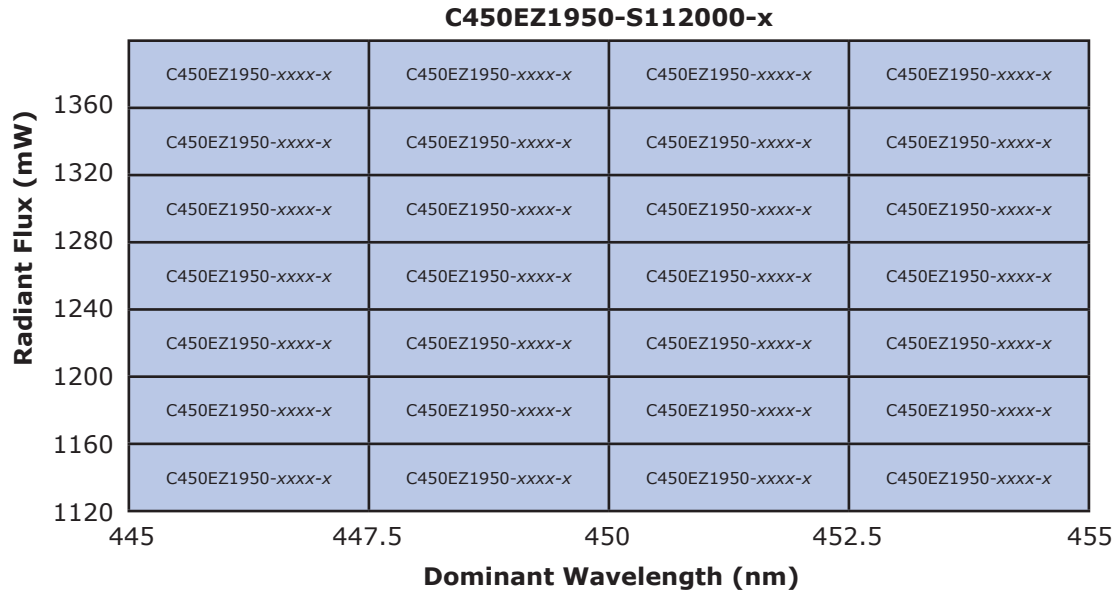 C450EZ1950-S112000-x
C450EZ1950-xxxx-x C450EZ1950-xxxx-x C450EZ1950-xxxx-x C450EZ1950-xxxx-x
1360
C450EZ1950-xxxx-x C450EZ1950-xxxx-x C450EZ1950-xxxx-x C450EZ1950-xxxx-x
1320
C450EZ1950-xxxx-x C450EZ1950-xxxx-x C450EZ1950-xxxx-x C450EZ1950-xxxx-x
1280
C450EZ1950-xxxx-x C450EZ1950-xxxx-x C450EZ1950-xxxx-x C450EZ1950-xxxx-x
1240
C450EZ1950-xxxx-x C450EZ1950-xxxx-x C450EZ1950-xxxx-x C450EZ1950-xxxx-x
1200
C450EZ1950-xxxx-x C450EZ1950-xxxx-x C450EZ1950-xxxx-x C450EZ1950-xxxx-x
1160
C450EZ1950-xxxx-x C450EZ1950-xxxx-x C450EZ1950-xxxx-x C450EZ1950-xxxx-x
1120
Radiant Flux (mW)
445 447.5 450 452.5 455
Dominant Wavelength (nm)